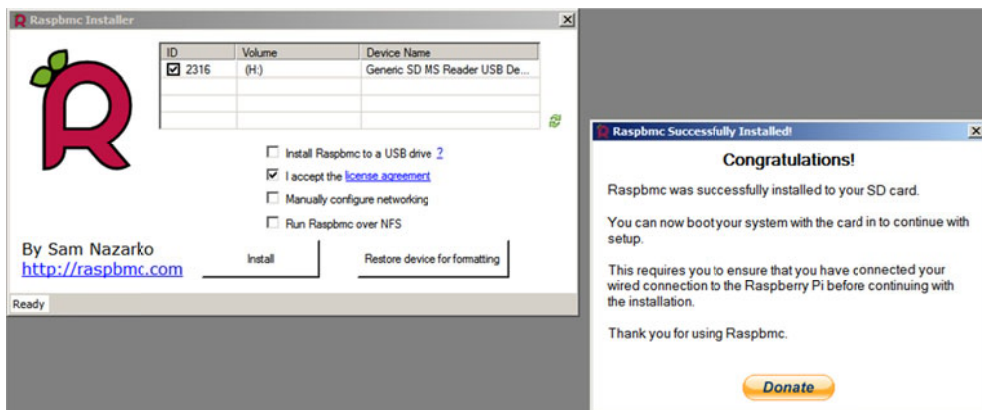 Raspbmc Installer
ID Volume Device Name
2316 (H:) Generic SD MS Reader USB De...
Install Raspbmc to a USB drive ?
I accept the license agreement
Manually configure networking
Run Raspbmc over NFS
By Sam Nazarko
http://raspbmc.com
Install
Restore device for formatting
Ready
Raspbmc Successfully Installed!
Congratulations!
Raspbmc was successfully installed to your SD card.
You can now boot your system with the card in to continue with
setup.
This requires you to ensure that you have connected your
wired connection to the Raspberry Pi before continuing with
the installation.
Thank you for using Raspbmc.
Donate